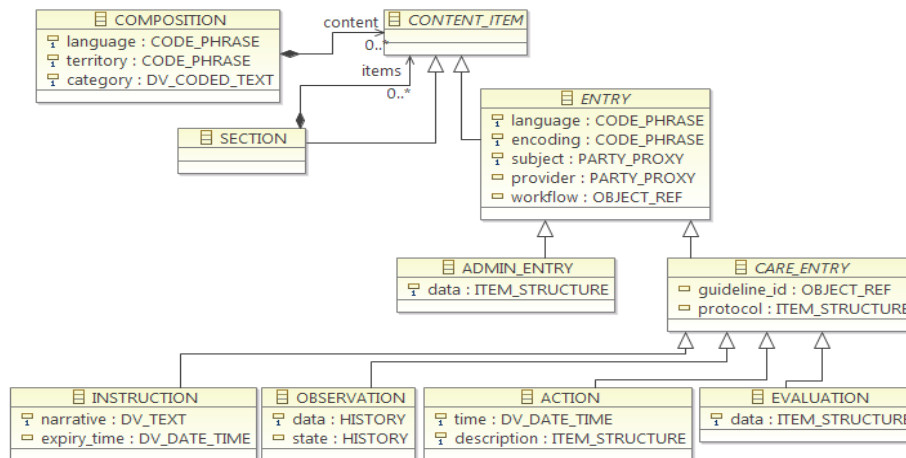 COMPOSITION
language : CODE_PHRASE
territory : CODE_PHRASE
category : DV_CODED_TEXT
content
0..*
CONTENT_ITEM
items
0..*
SECTION
ENTRY
language : CODE_PHRASE
encoding : CODE_PHRASE
subject : PARTY_PROXY
provider : PARTY_PROXY
workflow : OBJECT_REF
ADMIN_ENTRY
data : ITEM_STRUCTURE
CARE_ENTRY
guideline_id : OBJECT_REF
protocol : ITEM_STRUCTURE
INSTRUCTION
narrative : DV_TEXT
expiry_time : DV_DATE_TIME
OBSERVATION
data : HISTORY
state : HISTORY
ACTION
time : DV_DATE_TIME
description : ITEM_STRUCTURE
EVALUATION
data : ITEM_STRUCTURE